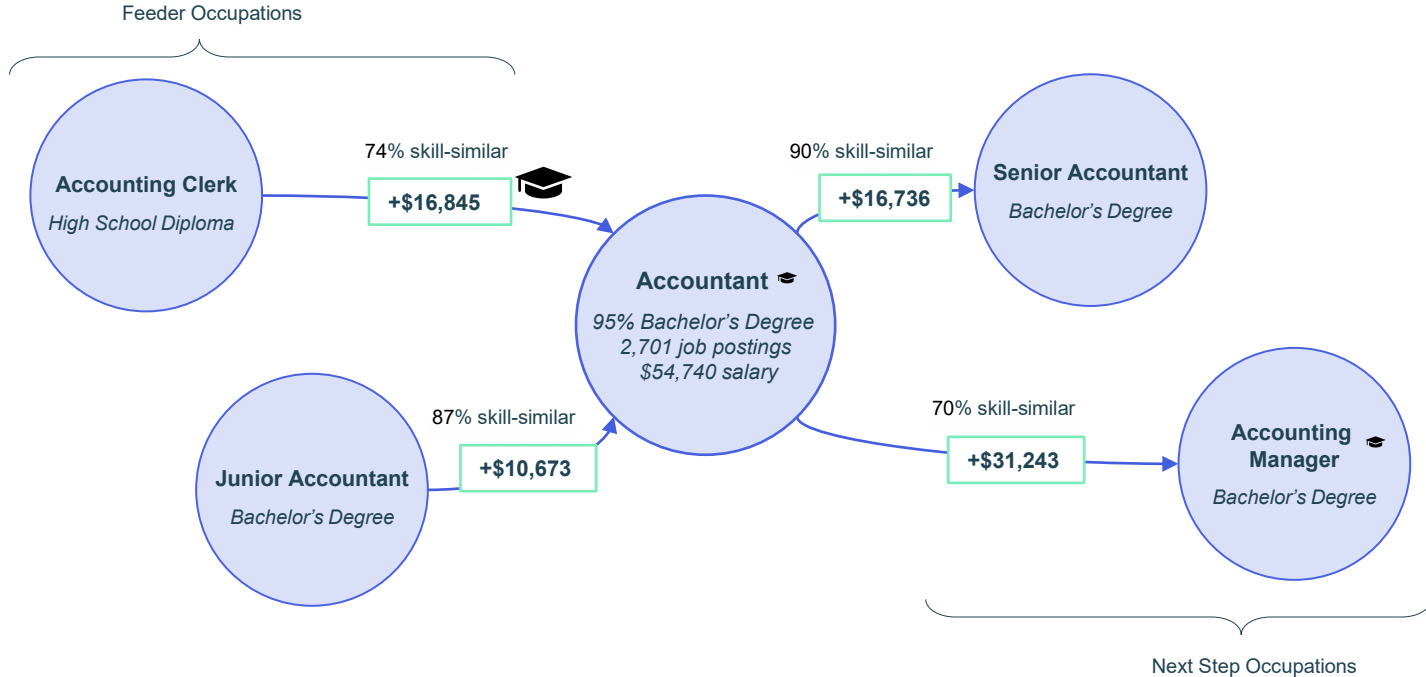 Feeder Occupations
Accounting Clerk
High School Diploma
74% skill-similar
+$16,845
Junior Accountant
Bachelor’s Degree
87% skill-similar
+$10,673
Accountant
95% Bachelor’s Degree
2,701 job postings
$54,740 salary
90% skill-similar
+$16,736
Senior Accountant
Bachelor’s Degree
70% skill-similar
+$31,243
Accounting
Manager
Bachelor’s Degree
Next Step Occupations